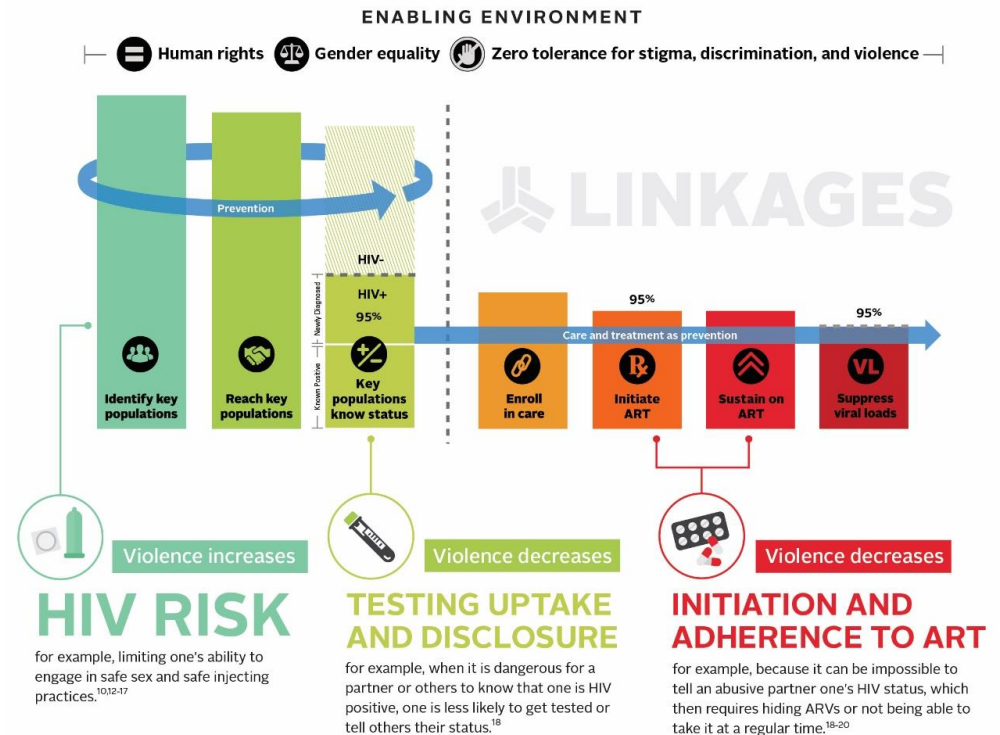 ENABLING ENVIRONMENT
Human rights
Gender equality
Zero tolerance for stigma, discrimination, and violence
LINKAGES
Prevention
HIV-
HIV+
95%
Newly Diagnosed
Known Positive
Identify key
populations
Reach key
populations
Key
populations
know status
95%
95%
Care and treatment as prevention
Enroll
in care
Rx
Initiate
ART
Sustain on
ART
VL
Suppress
viral loads
Violence increases
HIV RISK
for example, limiting one's ability to
engage in safe sex and safe injecting
practices.10,12-17
Violence decreases
TESTING UPTAKE
AND DISCLOSURE
for example, when it is dangerous for a
partner or others to know that one is HIV
positive, one is less likely to get tested or
tell others their status.18
Violence decreases
INITIATION AND
ADHERENCE TO ART
for example, because it can be impossible to
tell an abusive partner one's HIV status, which
then requires hiding ARVs or not being able to
take it at a regular time.18-20